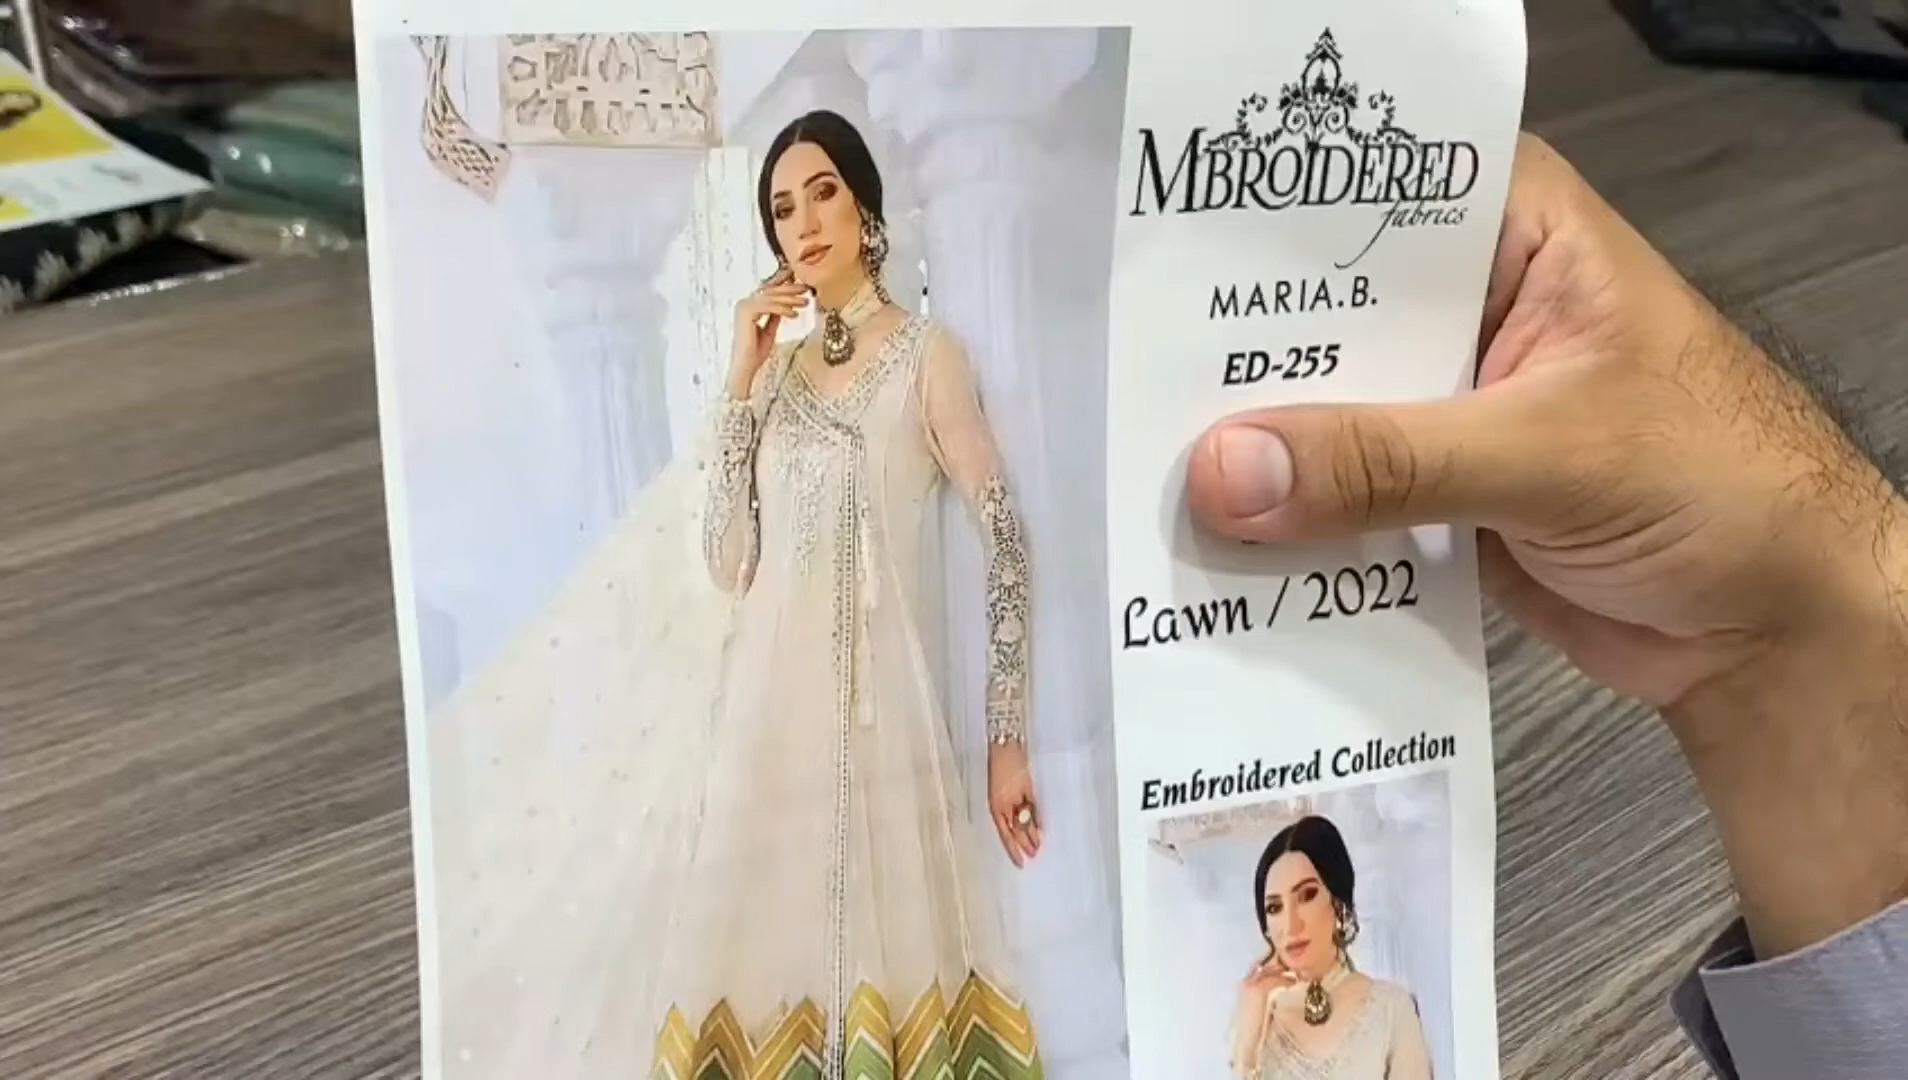 MBROIDERED
fabrics
MARIA.B.
ED-255
Lawn / 2022
Embroidered Collection